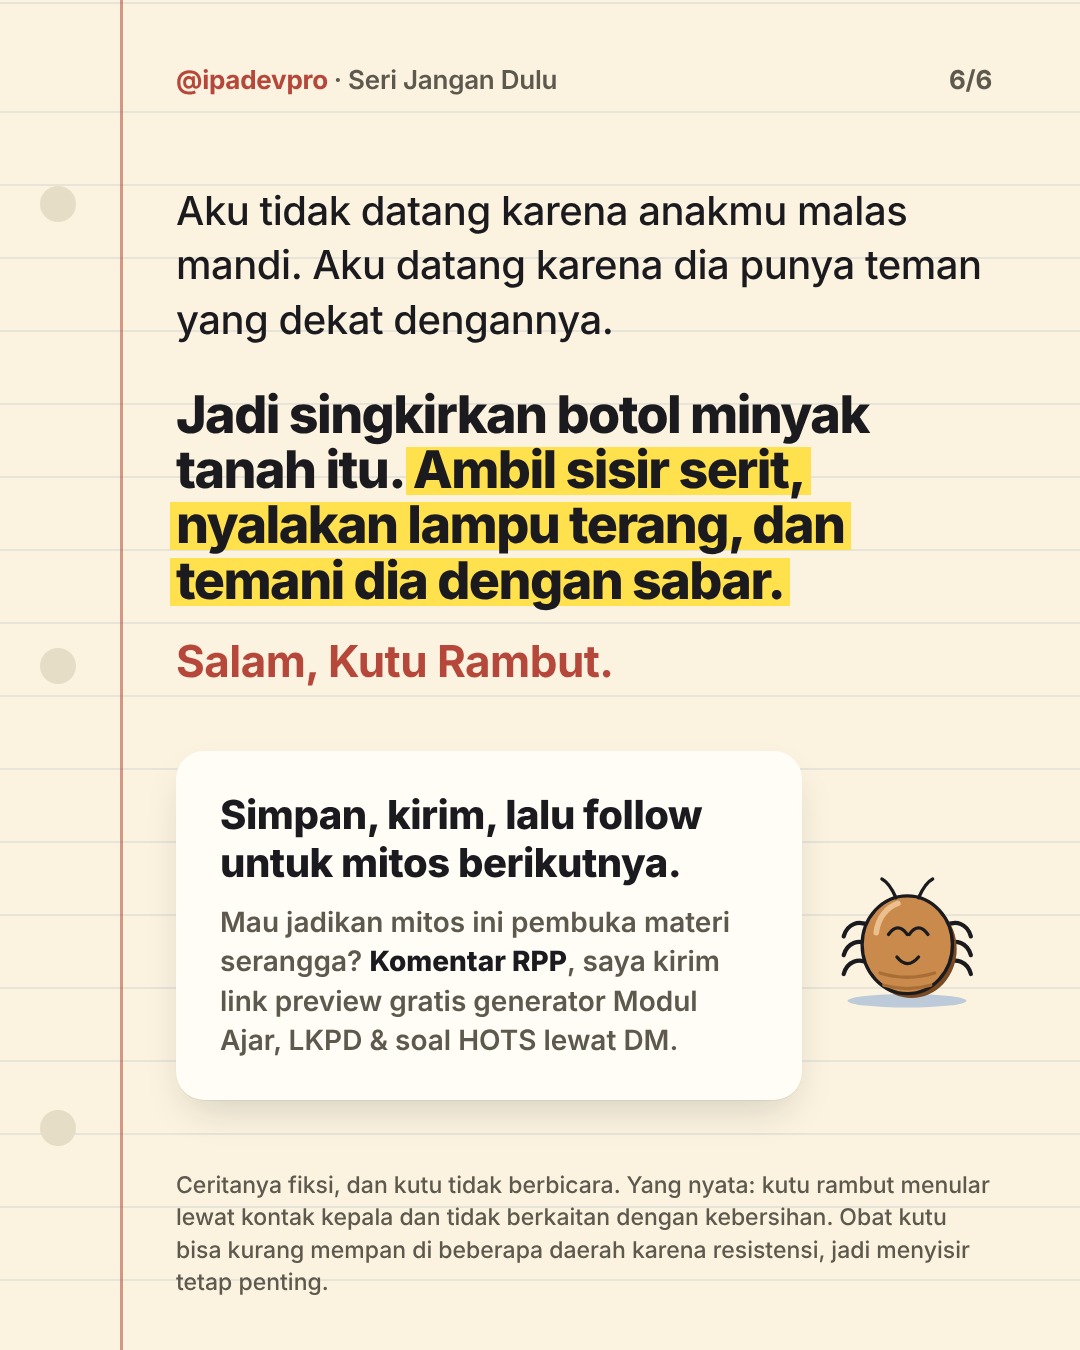 @ipadevpro · Seri Jangan Dulu
6/6
Aku tidak datang karena anakmu malas
mandi. Aku datang karena dia punya teman
yang dekat dengannya.
Jadi singkirkan botol minyak
tanah itu. Ambil sisir serit,
nyalakan lampu terang, dan
temani dia dengan sabar.
Salam, Kutu Rambut.
Simpan, kirim, lalu follow
untuk mitos berikutnya.
Mau jadikan mitos ini pembuka materi
serangga? Komentar RPP, saya kirim
link preview gratis generator Modul
Ajar, LKPD & soal HOTS lewat DM.
Ceritanya fiksi, dan kutu tidak berbicara. Yang nyata: kutu rambut menular
lewat kontak kepala dan tidak berkaitan dengan kebersihan. Obat kutu
bisa kurang mempan di beberapa daerah karena resistensi, jadi menyisir
tetap penting.